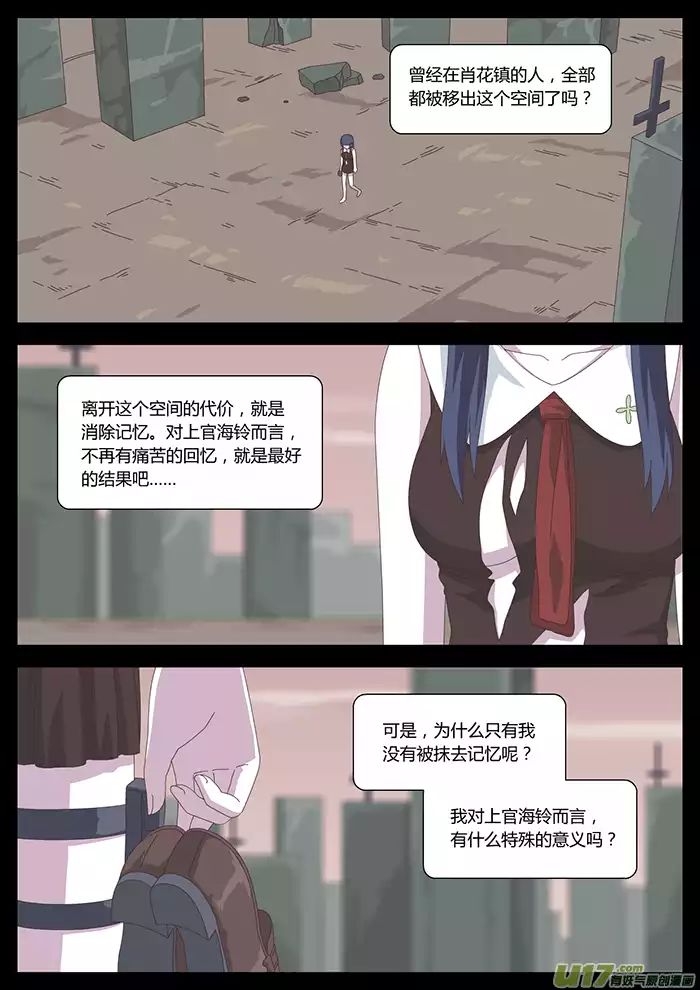 曾经在肖花镇的人，全部
都被移出这个空间了吗？
离开这个空间的代价，就是
消除记忆。对上官海铃而言，
不再有痛苦的回忆，就是最好
的结果吧……
可是，为什么只有我
没有被抹去记忆呢？
我对上官海铃而言，
有什么特殊的意义吗？
U17.com
有妖气原创漫画